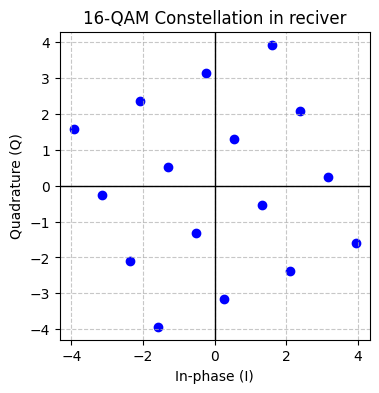 16-QAM Constellation in reciver
4
3
2
1
0
−1
−2
−3
−4
Quadrature (Q)
−4 −2 0 2 4
In-phase (I)